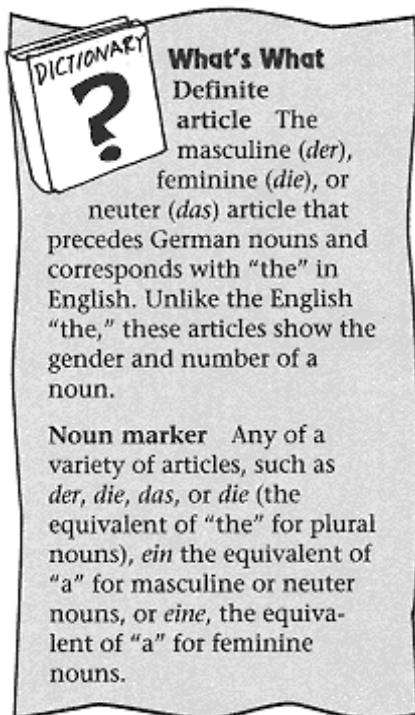 DICTIONARY
?
What's What
Definite
article The
masculine (der),
feminine (die), or
neuter (das) article that
precedes German nouns and
corresponds with "the" in
English. Unlike the English
"the," these articles show the
gender and number of a
noun.
Noun marker Any of a
variety of articles, such as
der, die, das, or die (the
equivalent of "the" for plural
nouns), ein the equivalent of
"a" for masculine or neuter
nouns, or eine, the equiva-
lent of "a" for feminine
nouns.